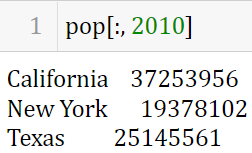 1 pop[:, 2010]
California 37253956
New York 19378102
Texas 25145561